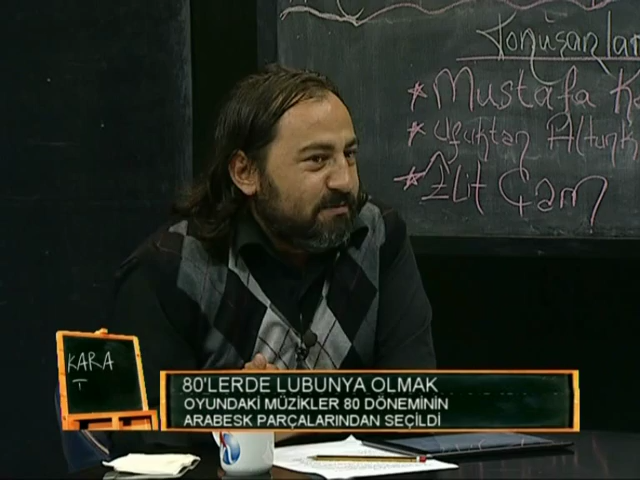 Konuşanlar
* Mustafa
* Ufuktan Altunk
* Elit Çam
KARA
T
80'LERDE LUBUNYA OLMAK
OYUNDAKİ MÜZİKLER 80 DÖNEMİNİN
ARABESK PARÇALARINDAN SEÇİLDİ